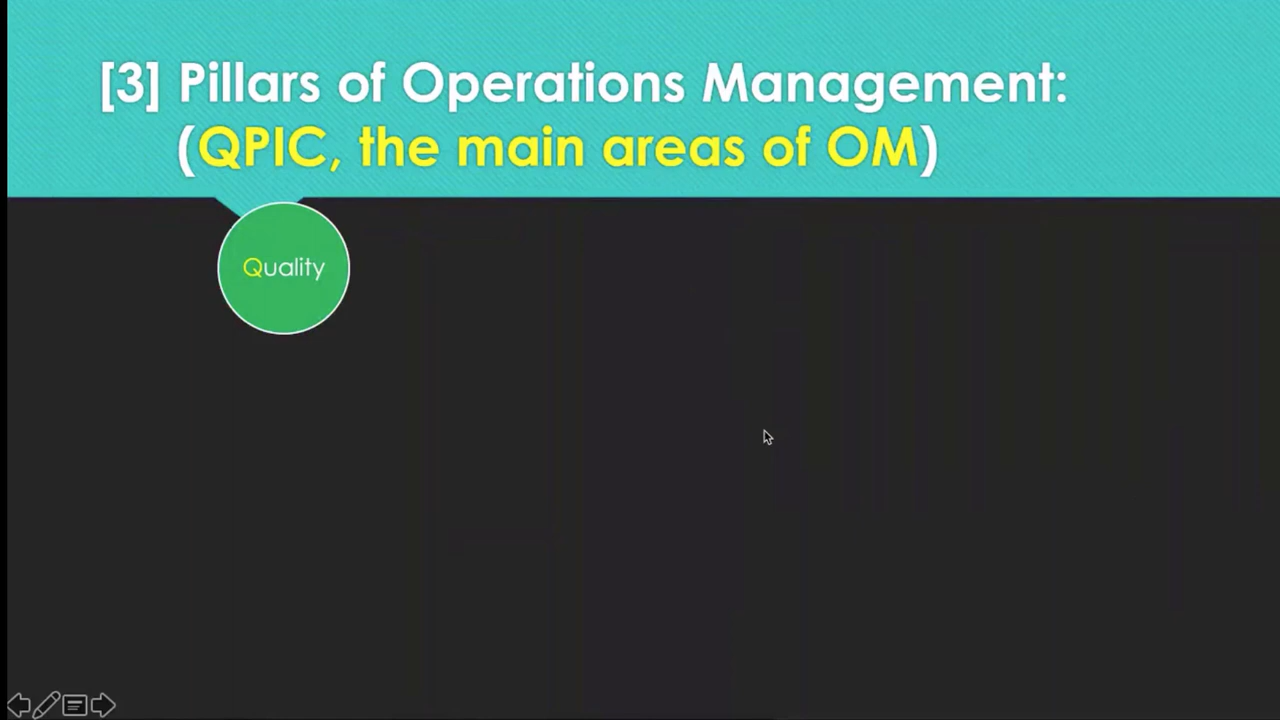 [3] Pillars of Operations Management:
(QPIC, the main areas of OM)
Quality